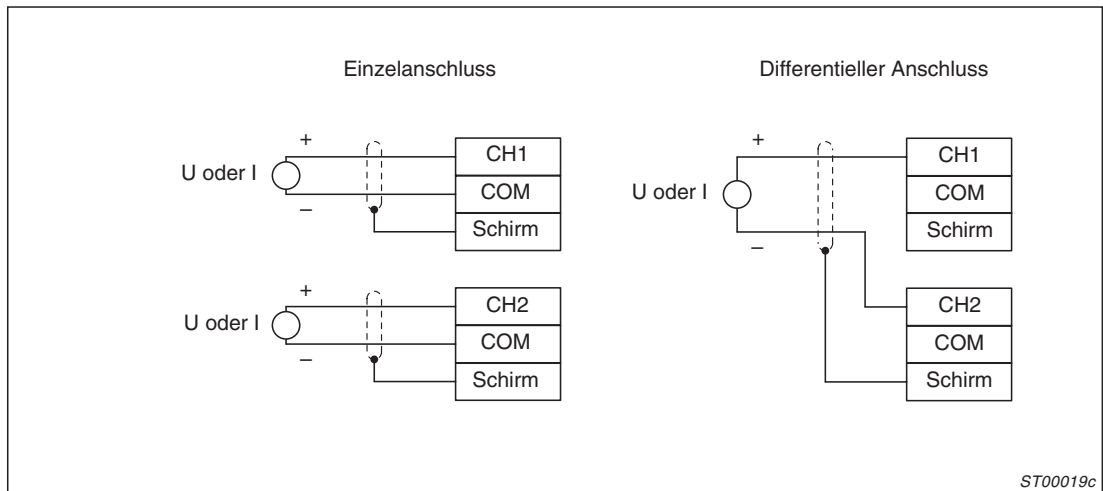 Einzelanschluss
+
U oder I
–
CH1
COM
Schirm
+
U oder I
–
CH2
COM
Schirm
Differentieller Anschluss
+
U oder I
–
CH1
COM
Schirm
CH2
COM
Schirm
ST00019c